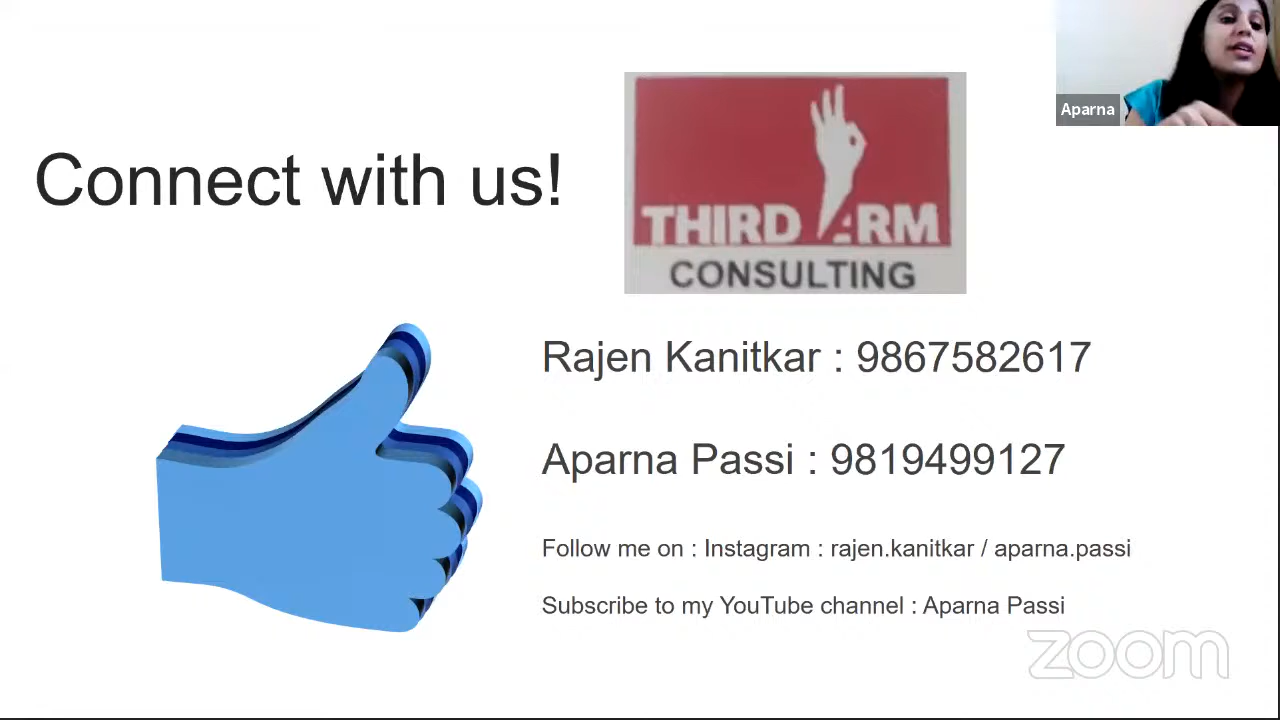 Aparna
Connect with us!
THIRD ARM
CONSULTING
Rajen Kanitkar : 9867582617
Aparna Passi : 9819499127
Follow me on : Instagram : rajen.kanitkar / aparna.passi
Subscribe to my YouTube channel : Aparna Passi
zoom